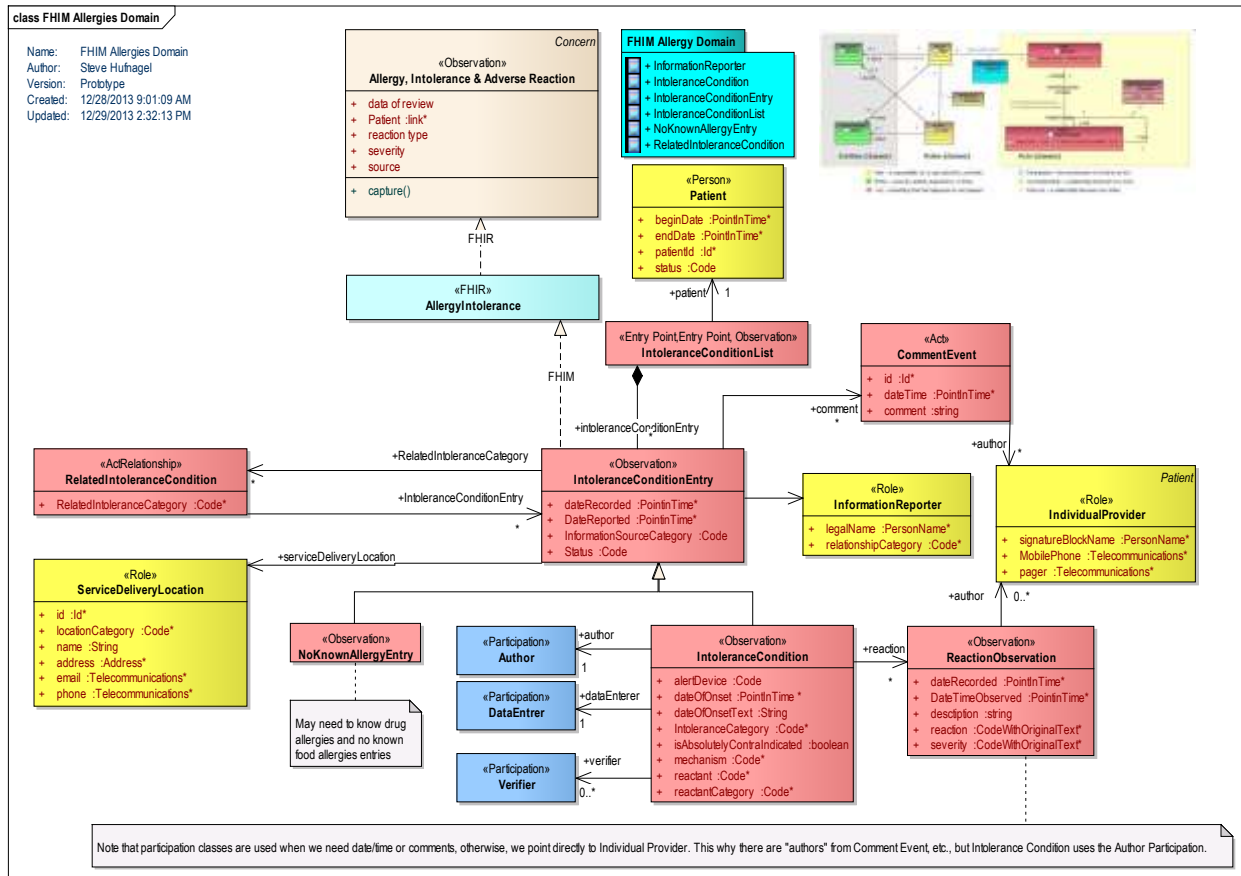 class FHIM Allergies Domain
Name: FHIM Allergies Domain
Author: Steve Hufnagel
Version: Prototype
Created: 12/28/2013 9:01:09 AM
Updated: 12/29/2013 2:32:13 PM
Concern
«Observation»
Allergy, Intolerance & Adverse Reaction
+ data of review
+ Patient :link*
+ reaction type
+ severity
+ source
+ capture()
FHIM Allergy Domain
+ InformationReporter
+ IntoleranceCondition
+ IntoleranceConditionEntry
+ IntoleranceConditionList
+ NoKnownAllergyEntry
+ RelatedIntoleranceCondition
«Person»
Patient
+ beginDate :PointInTime*
+ endDate :PointInTime*
+ patientId :Id*
+ status :Code
FHIR
+patient 1
«FHIR»
AllergyIntolerance
«Entry Point,Entry Point, Observation»
IntoleranceConditionList
«Act»
CommentEvent
+ id :Id*
+ dateTime :PointInTime*
+ comment :string
FHIM
+comment
*
+intoleranceConditionEntry
*
+author
*
«ActRelationship»
RelatedIntoleranceCondition
+ RelatedIntoleranceCategory :Code*
+RelatedIntoleranceCategory
*
+IntoleranceConditionEntry
*
«Observation»
IntoleranceConditionEntry
+ dateRecorded :PointinTime*
+ DateReported :PointinTime*
+ InformationSourceCategory :Code
+ Status :Code
«Role»
InformationReporter
+ legalName :PersonName*
+ relationshipCategory :Code*
Patient
«Role»
IndividualProvider
+ signatureBlockName :PersonName*
+ MobilePhone :Telecommunications*
+ pager :Telecommunications*
+serviceDeliveryLocation
«Role»
ServiceDeliveryLocation
+ id :Id*
+ locationCategory :Code*
+ name :String
+ address :Address*
+ email :Telecommunications*
+ phone :Telecommunications*
+author
0..*
«Observation»
NoKnownAllergyEntry
May need to know drug
allergies and no known
food allergies entries
«Participation»
Author
+author
1
«Participation»
DataEntrer
+dataEnterer
1
«Participation»
Verifier
+verifier
0..*
«Observation»
IntoleranceCondition
+ alertDevice :Code
+ dateOfOnset :PointInTime *
+ dateOfOnsetText :String
+ IntoleranceCategory :Code*
+ isAbsolutelyContraIndicated :boolean
+ mechanism :Code*
+ reactant :Code*
+ reactantCategory :Code*
+reaction
*
«Observation»
ReactionObservation
+ dateRecorded :PointInTime*
+ DateTimeObserved :PointInTime*
+ desctiption :string
+ reaction :CodeWithOriginalText*
+ severity :CodeWithOriginalText*
Note that participation classes are used when we need date/time or comments, otherwise, we point directly to Individual Provider. This why there are "authors" from Comment Event, etc., but Intolerance Condition uses the Author Participation.